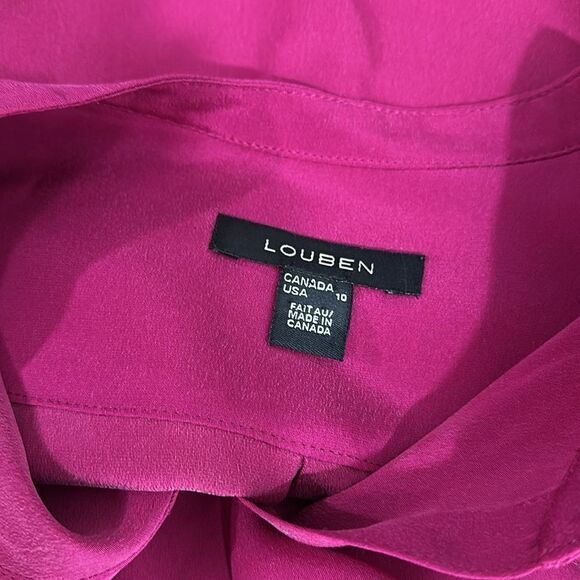 LOUBEN
CANADA
USA 10
FAIT AU/
MADE IN
CANADA